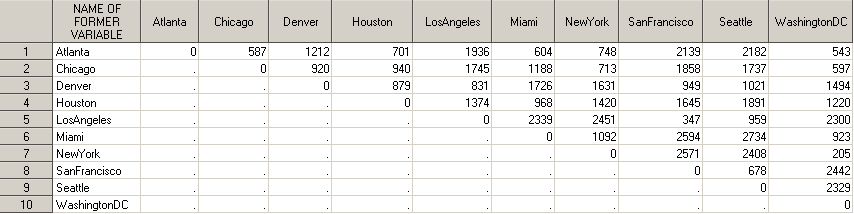 NAME OF FORMER VARIABLE Atlanta Chicago Denver Houston LosAngeles Miami NewYork SanFrancisco Seattle WashingtonDC
1 Atlanta 0 587 1212 701 1936 604 748 2139 2182 543
2 Chicago . 0 920 940 1745 1188 713 1858 1737 597
3 Denver . . 0 879 831 1726 1631 949 1021 1494
4 Houston . . . 0 1374 968 1420 1645 1891 1220
5 LosAngeles . . . . 0 2339 2451 347 959 2300
6 Miami . . . . . 0 1092 2594 2734 923
7 NewYork . . . . . . 0 2571 2408 205
8 SanFrancisco . . . . . . . 0 678 2442
9 Seattle . . . . . . . . 0 2329
10 WashingtonDC . . . . . . . . . 0